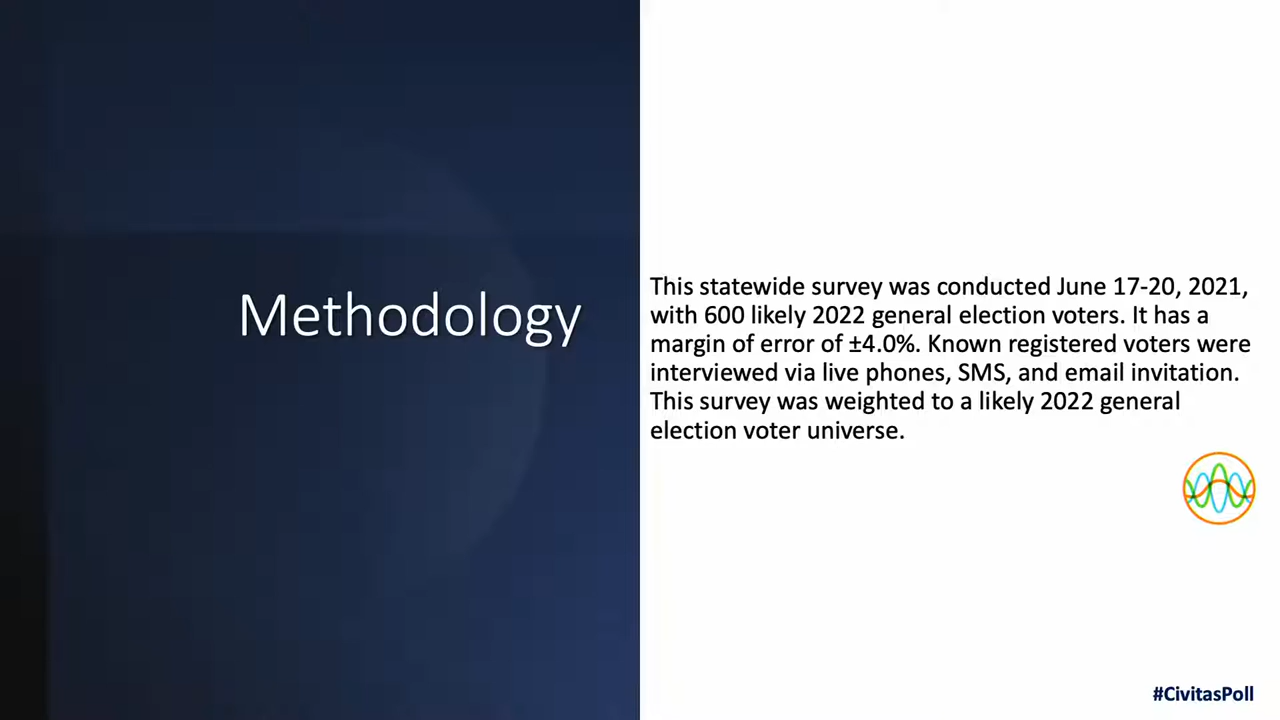 Methodology
This statewide survey was conducted June 17-20, 2021,
with 600 likely 2022 general election voters. It has a
margin of error of ±4.0%. Known registered voters were
interviewed via live phones, SMS, and email invitation.
This survey was weighted to a likely 2022 general
election voter universe.
#CivitasPoll